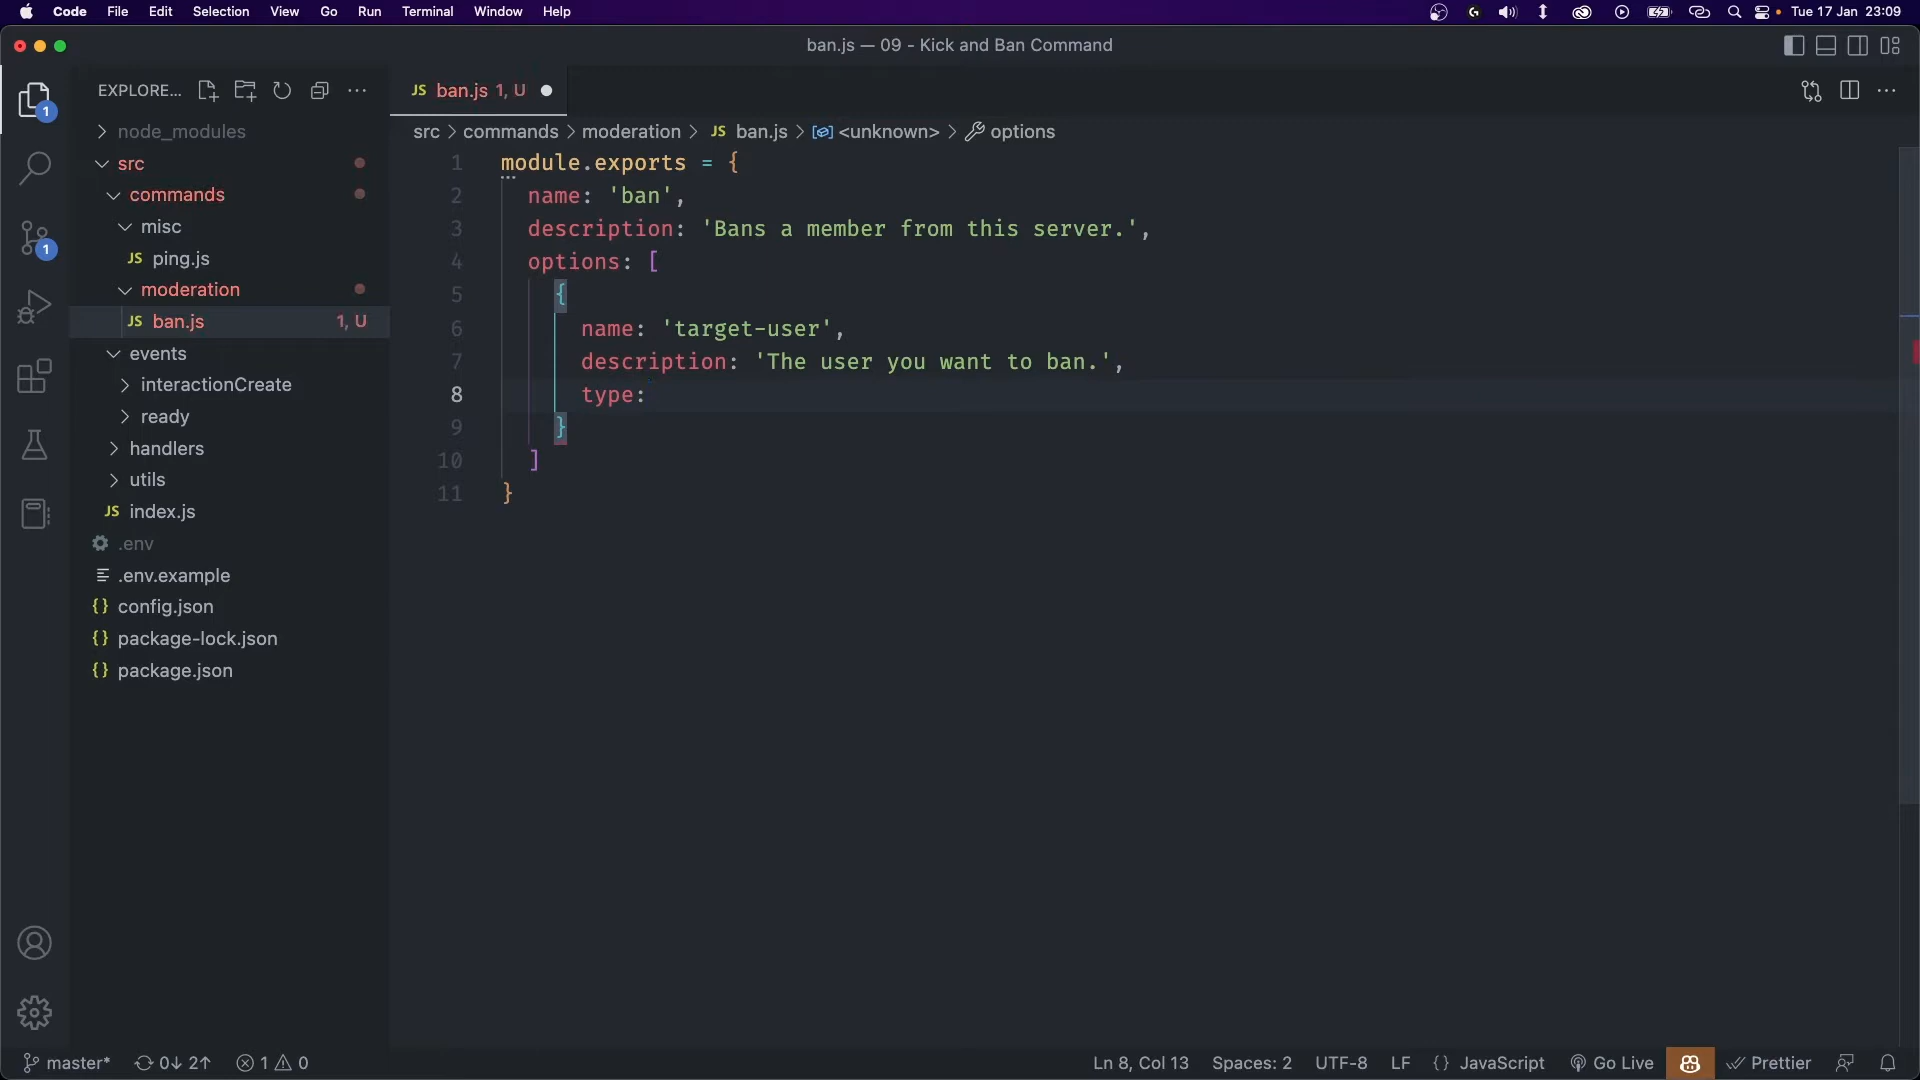 Code File Edit Selection View Go Run Terminal Window Help Tue 17 Jan 23:09
ban.js — 09 - Kick and Ban Command
EXPLORE...
JS ban.js 1, U
src > commands > moderation > JS ban.js > <unknown> > options
node_modules
src
commands
misc
JS ping.js
moderation
JS ban.js 1, U
events
interactionCreate
ready
handlers
utils
JS index.js
.env
.env.example
{} config.json
{} package-lock.json
{} package.json
1
1
1 module.exports = {
2 name: 'ban',
3 description: 'Bans a member from this server.',
4 options: [
5 {
6 name: 'target-user',
7 description: 'The user you want to ban.',
8 type:
9 }
10 ]
11 }
master* 0↓ 2↑ 1 0 Ln 8, Col 13 Spaces: 2 UTF-8 LF {} JavaScript Go Live Prettier